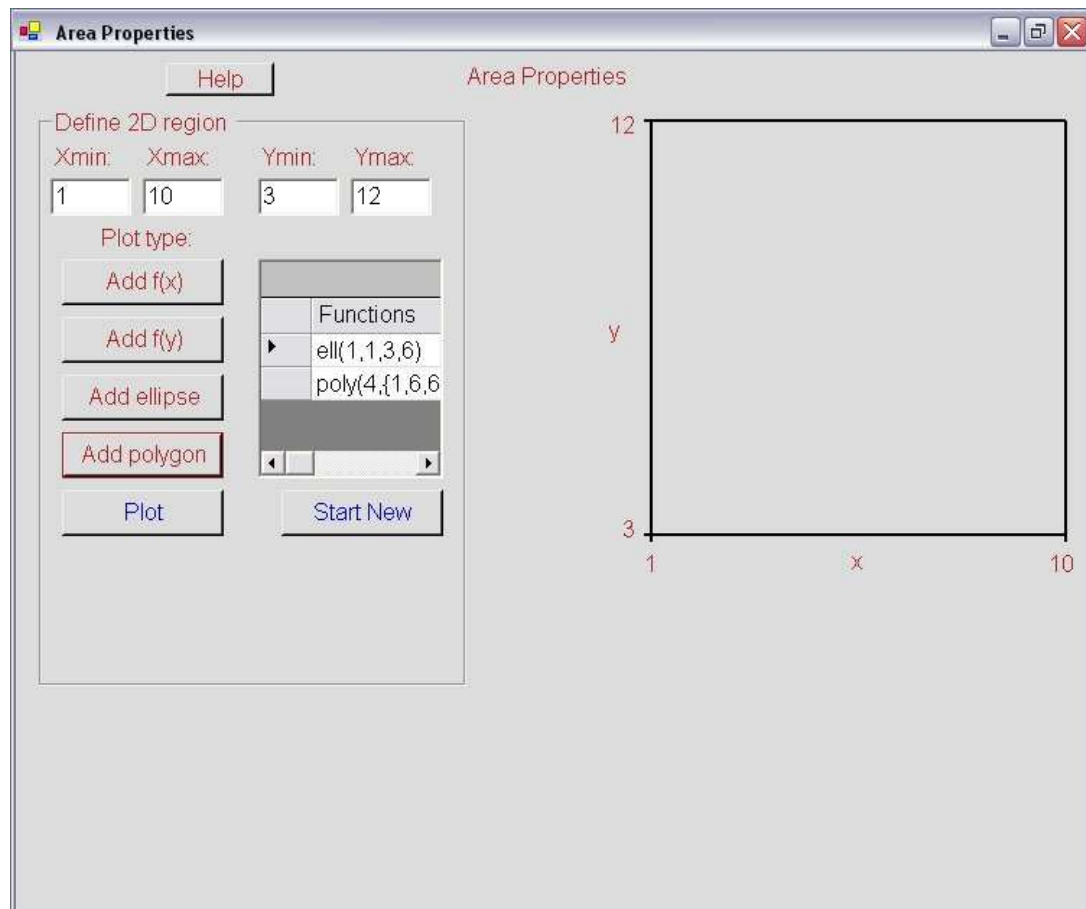 Area Properties
Help
Area Properties
Define 2D region
Xmin: Xmax: Ymin: Ymax:
1 10 3 12
Plot type:
Add f(x)
Add f(y)
Add ellipse
Add polygon
Functions
ell(1,1,3,6)
poly(4,{1,6,6
Plot
Start New
12
y
3
1 x 10